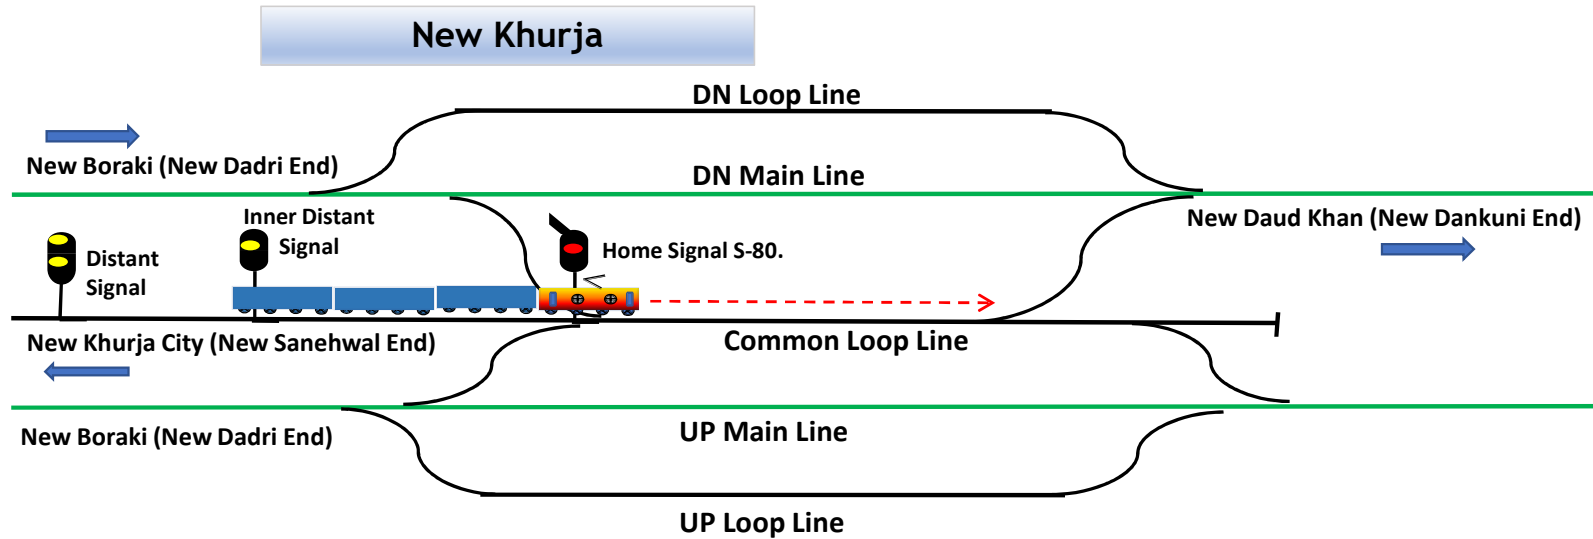 New Khurja
DN Loop Line
New Boraki (New Dadri End)
DN Main Line
Inner Distant
Signal
New Daud Khan (New Dankuni End)
Distant
Signal
Home Signal S-80.
New Khurja City (New Sanehwal End)
Common Loop Line
New Boraki (New Dadri End)
UP Main Line
UP Loop Line